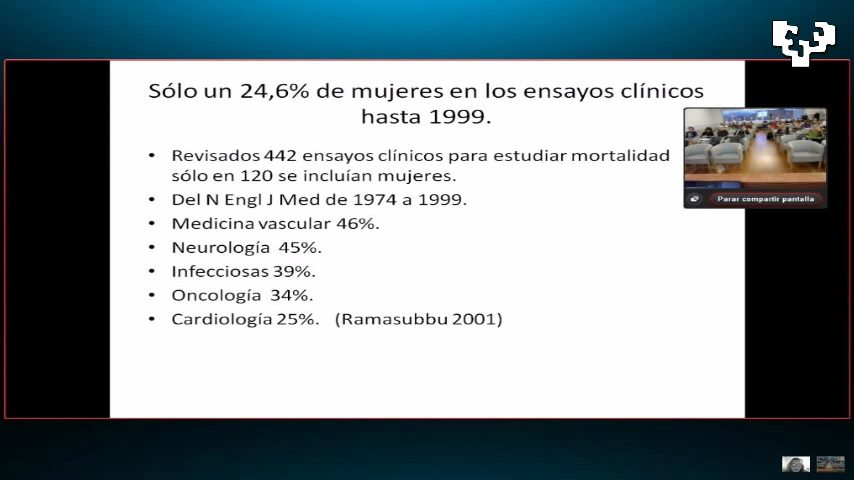 Sólo un 24,6% de mujeres en los ensayos clínicos
hasta 1999.
• Revisados 442 ensayos clínicos para estudiar mortalidad
sólo en 120 se incluían mujeres.
• Del N Engl J Med de 1974 a 1999.
• Medicina vascular 46%.
• Neurología 45%.
• Infecciosas 39%.
• Oncología 34%.
• Cardiología 25%. (Ramasubbu 2001)
Parar compartir pantalla